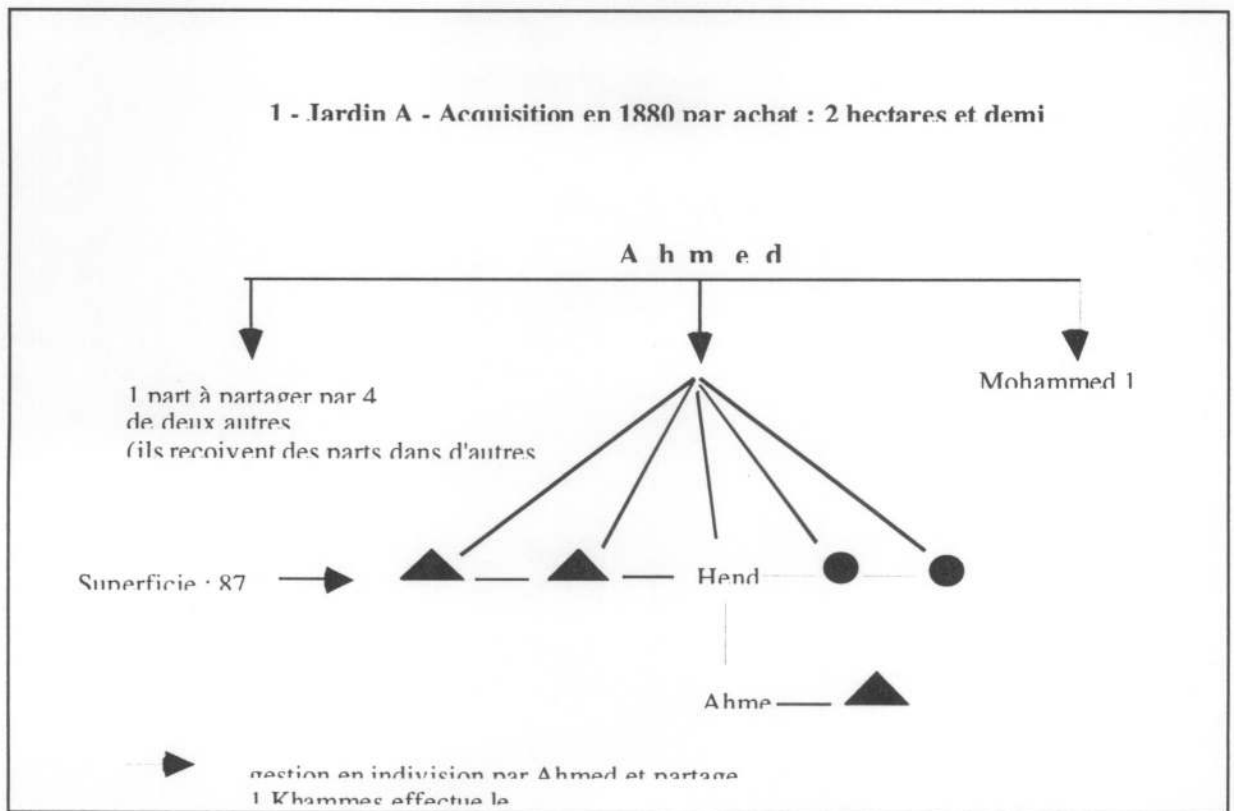 1 - Jardin A - Acquisition en 1880 par achat : 2 hectares et demi
Ahmed
1 part à partager par 4
de deux autres
(ils reçoivent des parts dans d'autres
Mohammed 1
Superficie : 87
Hend
Ahme
gestion en indivision par Ahmed et partage
1 Khammes effectue le